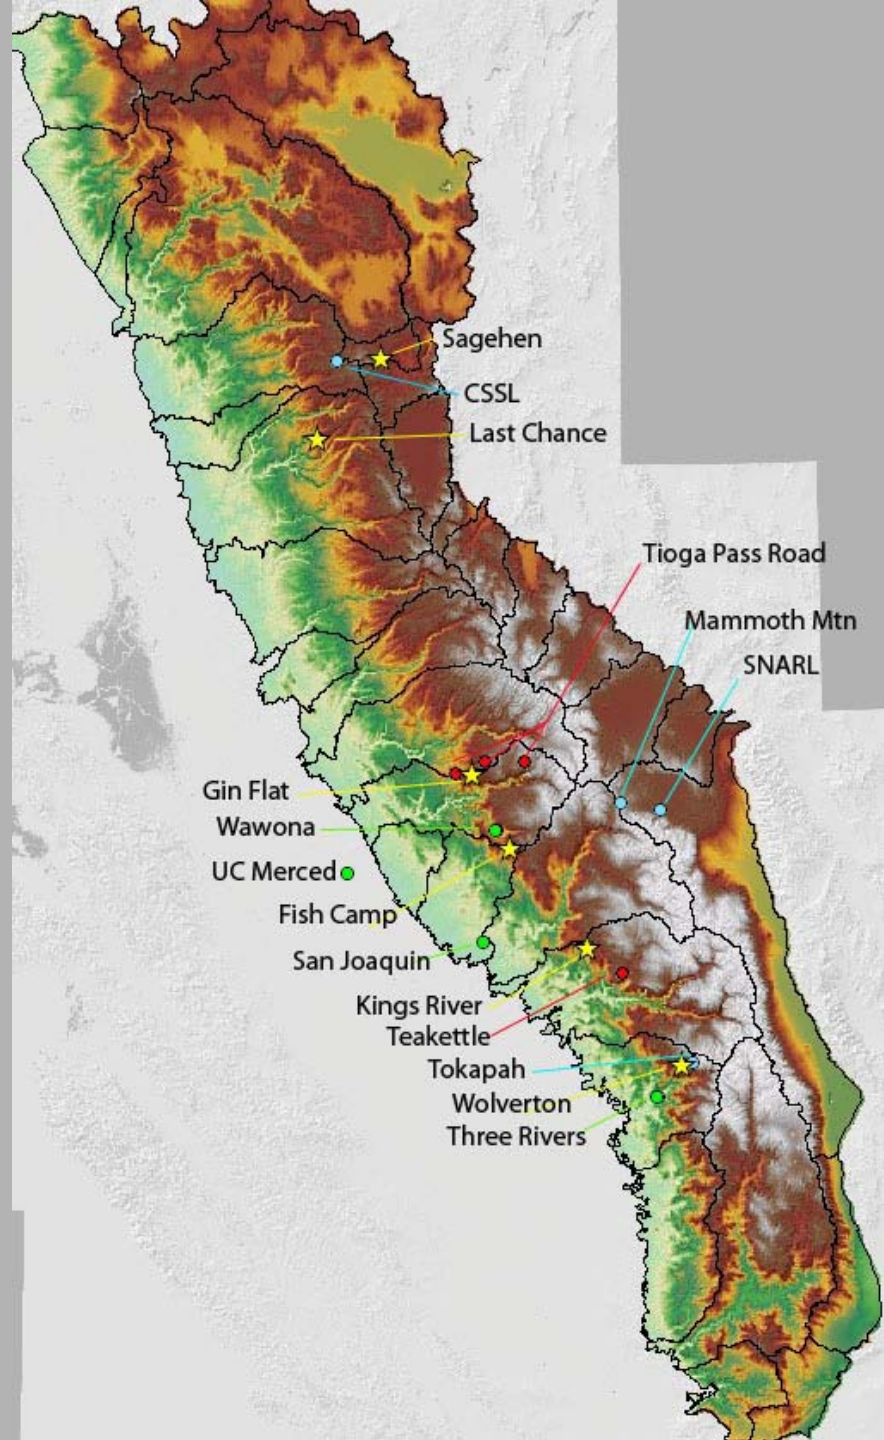 Sagehen
CSSL
Last Chance
Tioga Pass Road
Mammoth Mtn
SNARL
Gin Flat
Wawona
UC Merced
Fish Camp
San Joaquin
Kings River
Teakettle
Tokapah
Wolverton
Three Rivers